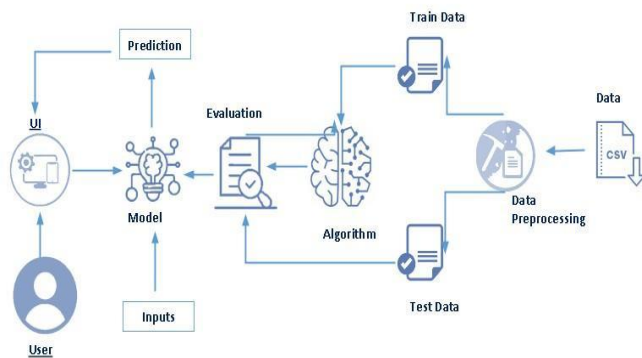 Train Data
Prediction
Data
Evaluation
UI
CSV
Model
Algorithm
Data
Preprocessing
Inputs
Test Data
User